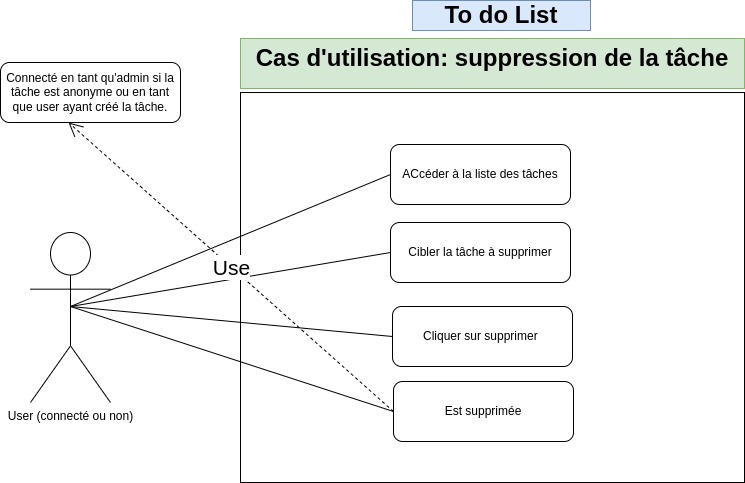 To do List
Cas d'utilisation: suppression de la tâche
Connecté en tant qu'admin si la
tâche est anonyme ou en tant
que user ayant créé la tâche.
ACcéder à la liste des tâches
Cibler la tâche à supprimer
Use
Cliquer sur supprimer
Est supprimée
User (connecté ou non)